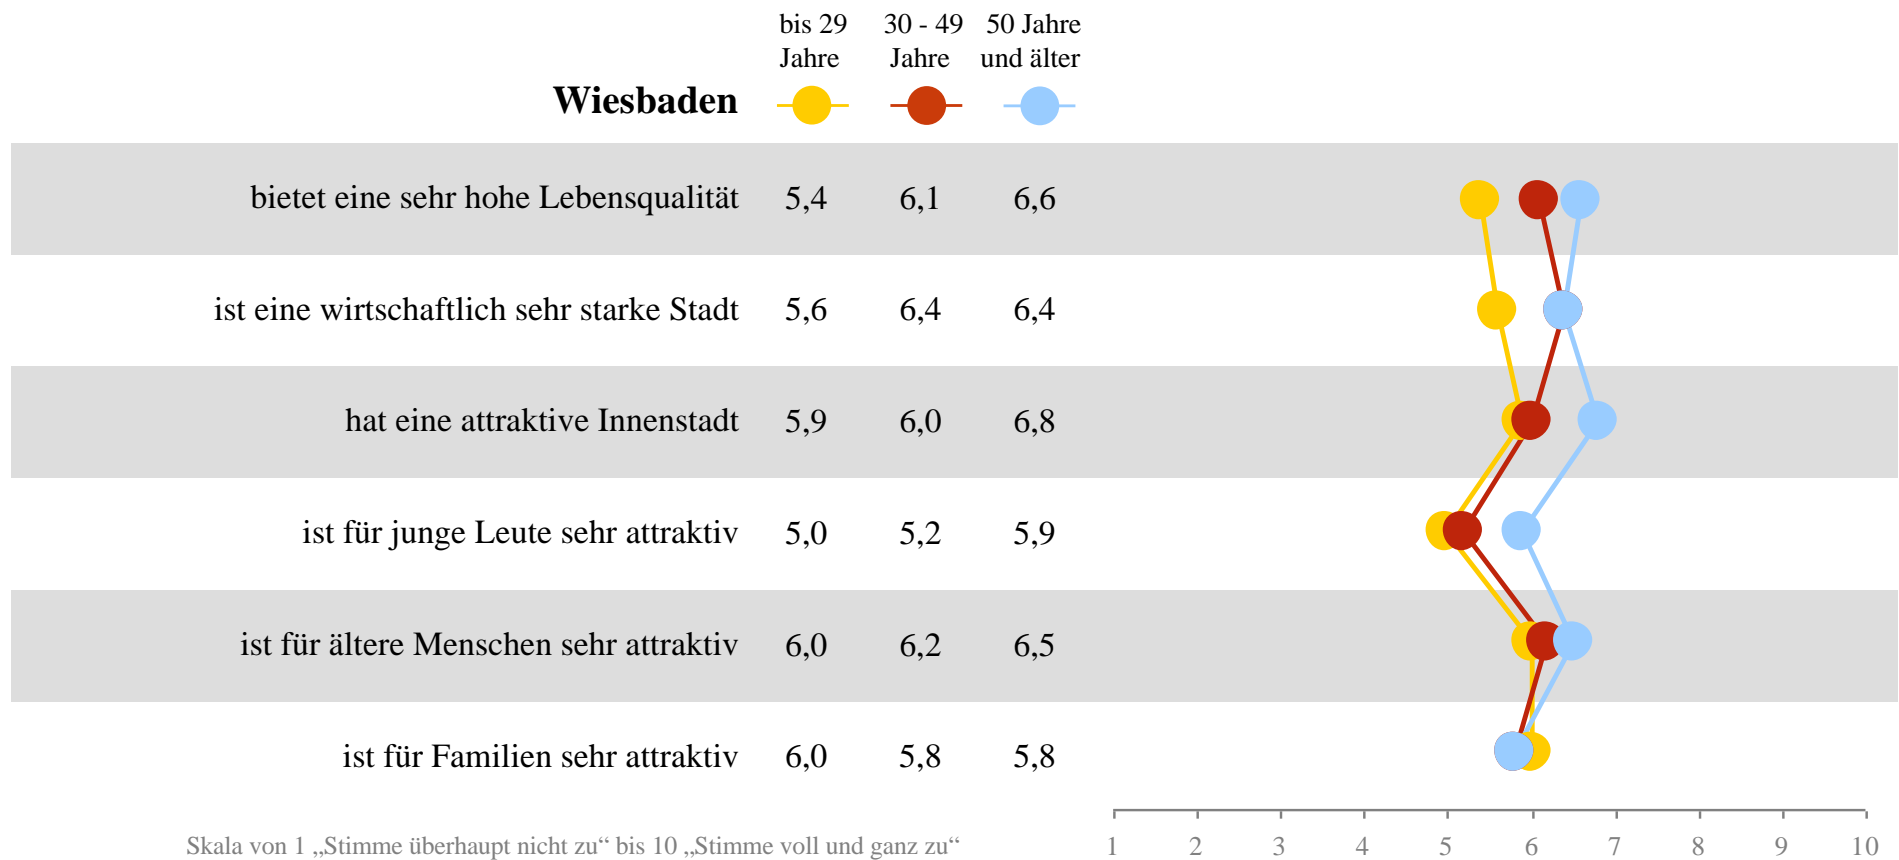 bis 29 30 - 49 50 Jahre
Jahre Jahre und älter
Wiesbaden
bietet eine sehr hohe Lebensqualität 5,4 6,1 6,6
ist eine wirtschaftlich sehr starke Stadt 5,6 6,4 6,4
hat eine attraktive Innenstadt 5,9 6,0 6,8
ist für junge Leute sehr attraktiv 5,0 5,2 5,9
ist für ältere Menschen sehr attraktiv 6,0 6,2 6,5
ist für Familien sehr attraktiv 6,0 5,8 5,8
Skala von 1 „Stimme überhaupt nicht zu“ bis 10 „Stimme voll und ganz zu“ 1 2 3 4 5 6 7 8 9 10